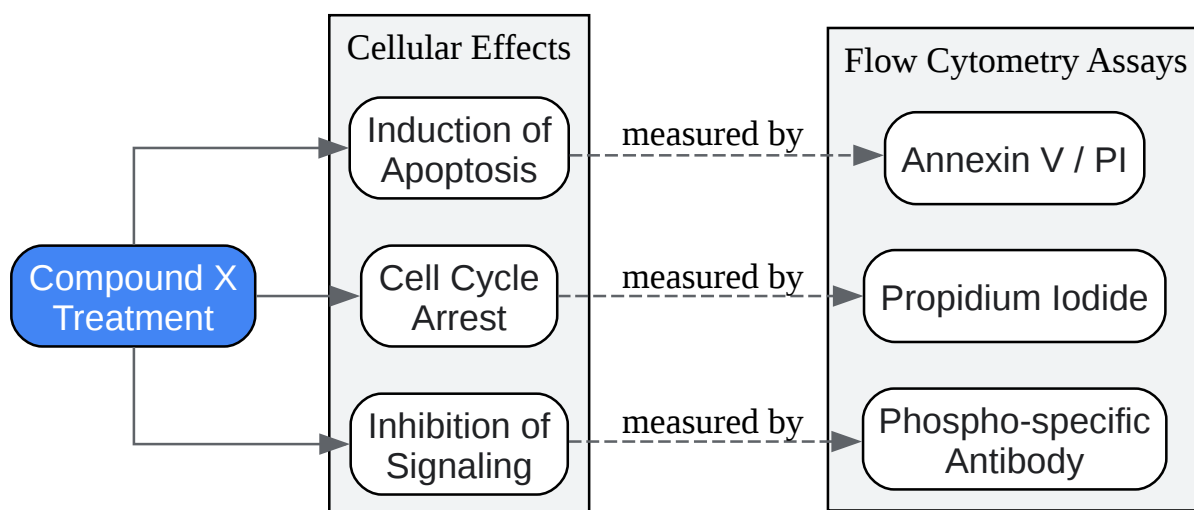 Cellular Effects
Flow Cytometry Assays
Induction of
Apoptosis
measured by
Annexin V / PI
Compound X
Treatment
Cell Cycle
Arrest
measured by
Propidium Iodide
Inhibition of
Signaling
measured by
Phospho-specific
Antibody